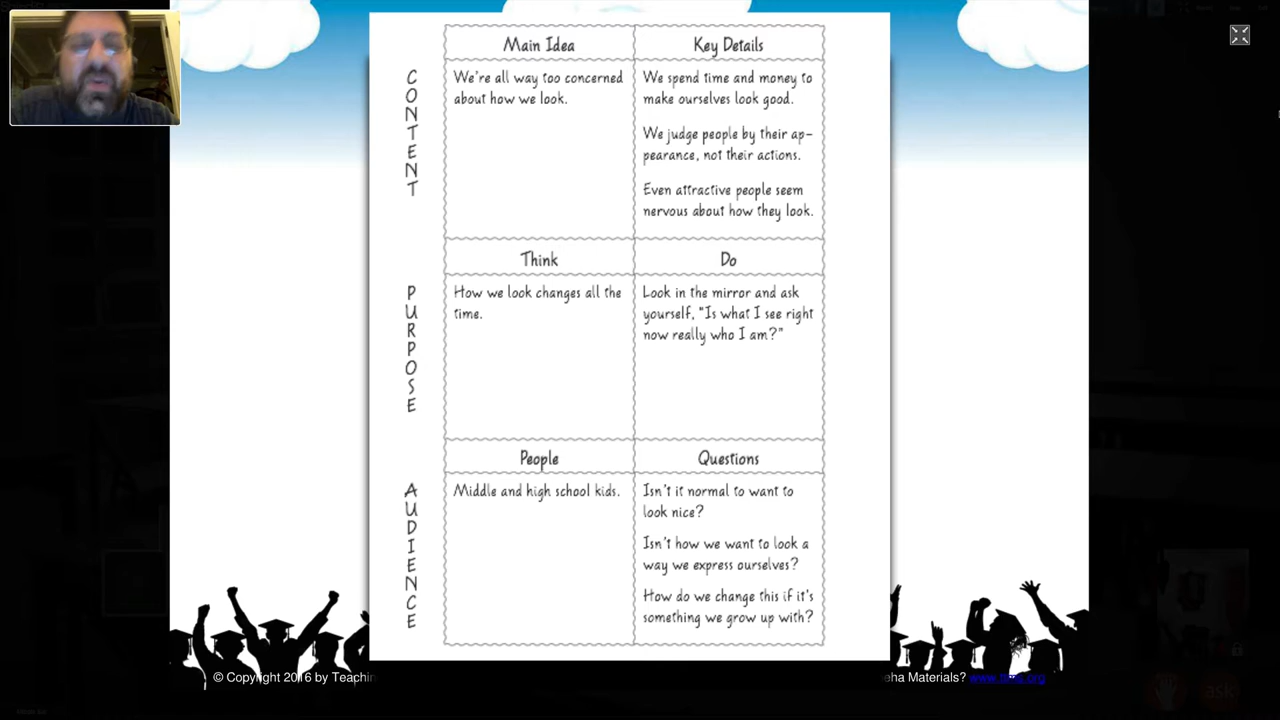 Main Idea
Key Details
CONTENT
We're all way too concerned
about how we look.
We spend time and money to
make ourselves look good.
We judge people by their ap-
pearance, not their actions.
Even attractive people seem
nervous about how they look.
Think
Do
PURPOSE
How we look changes all the
time.
Look in the mirror and ask
yourself, "Is what I see right
now really who I am?"
People
Questions
AUDIENCE
Middle and high school kids.
Isn't it normal to want to
look nice?
Isn't how we want to look a
way we express ourselves?
How do we change this if it's
something we grow up with?
© Copyright 2016 by
Materials? www.ttms.org
ask